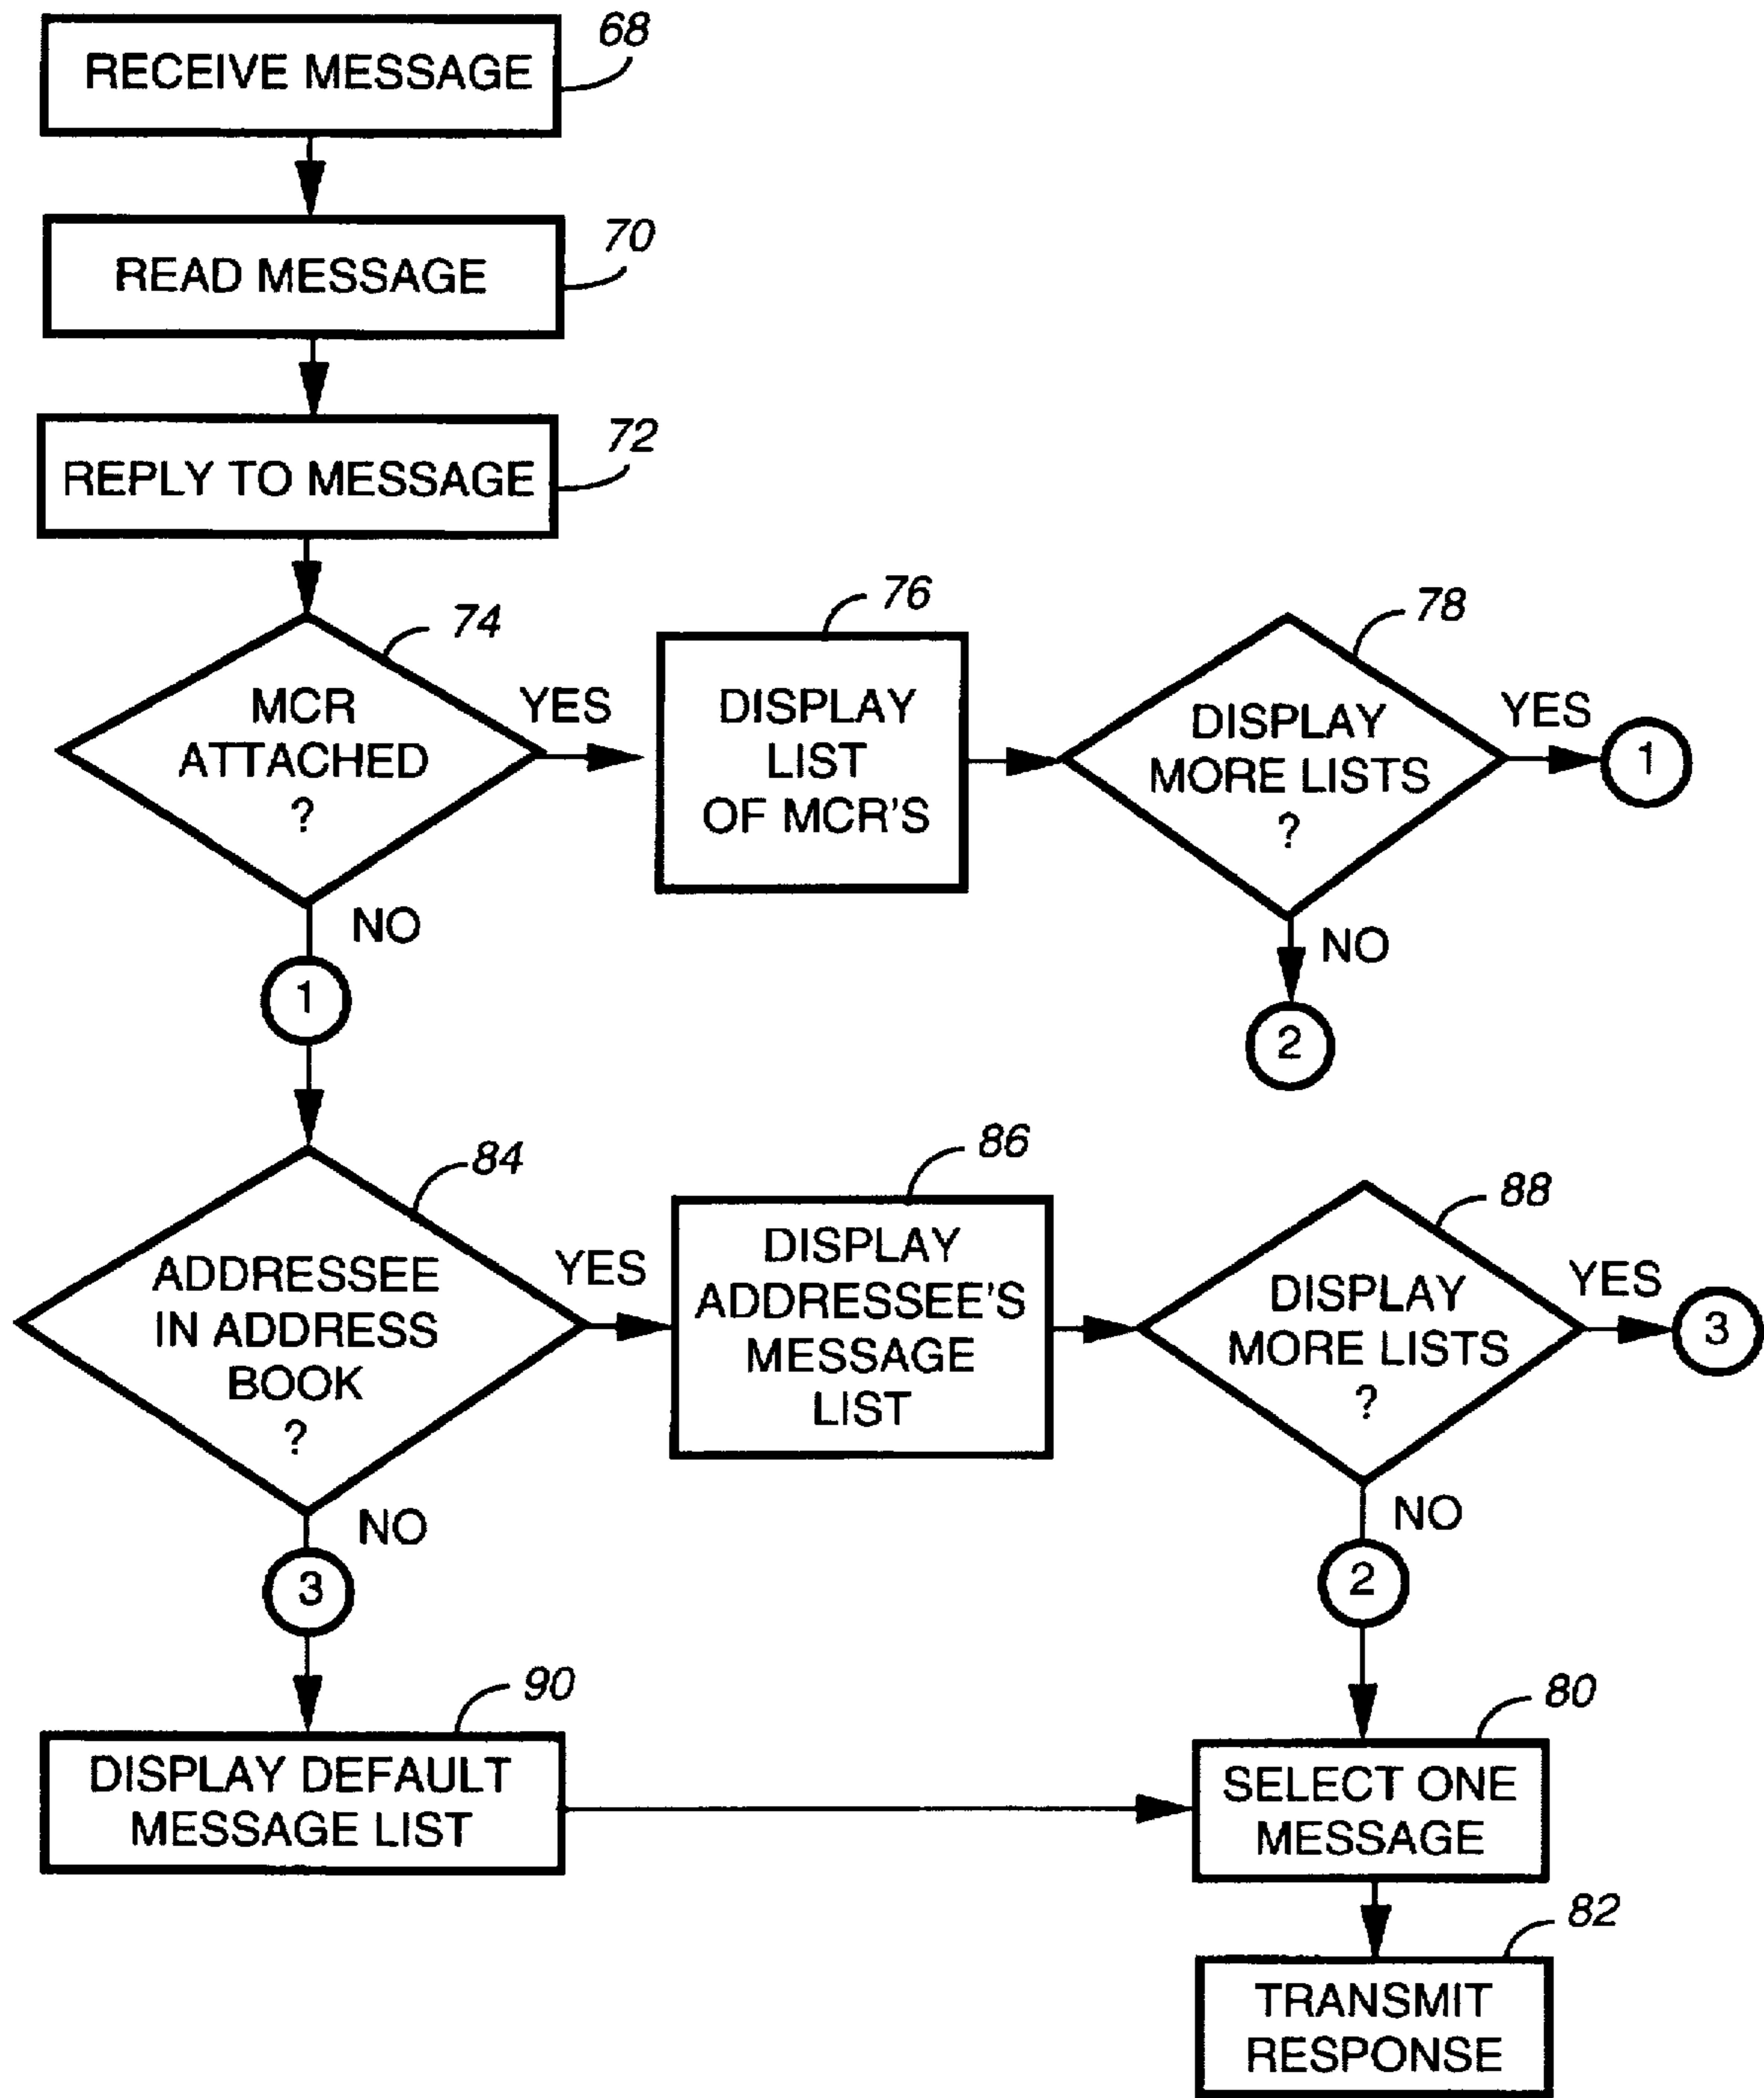 68
RECEIVE MESSAGE
70
READ MESSAGE
72
REPLY TO MESSAGE
74
MCR
ATTACHED
?
YES
NO
76
DISPLAY
LIST
OF MCR'S
78
DISPLAY
MORE LISTS
?
YES
1
NO
2
1
84
ADDRESSEE
IN ADDRESS
BOOK
?
YES
NO
86
DISPLAY
ADDRESSEE'S
MESSAGE
LIST
88
DISPLAY
MORE LISTS
?
YES
3
NO
2
3
90
DISPLAY DEFAULT
MESSAGE LIST
80
SELECT ONE
MESSAGE
82
TRANSMIT
RESPONSE